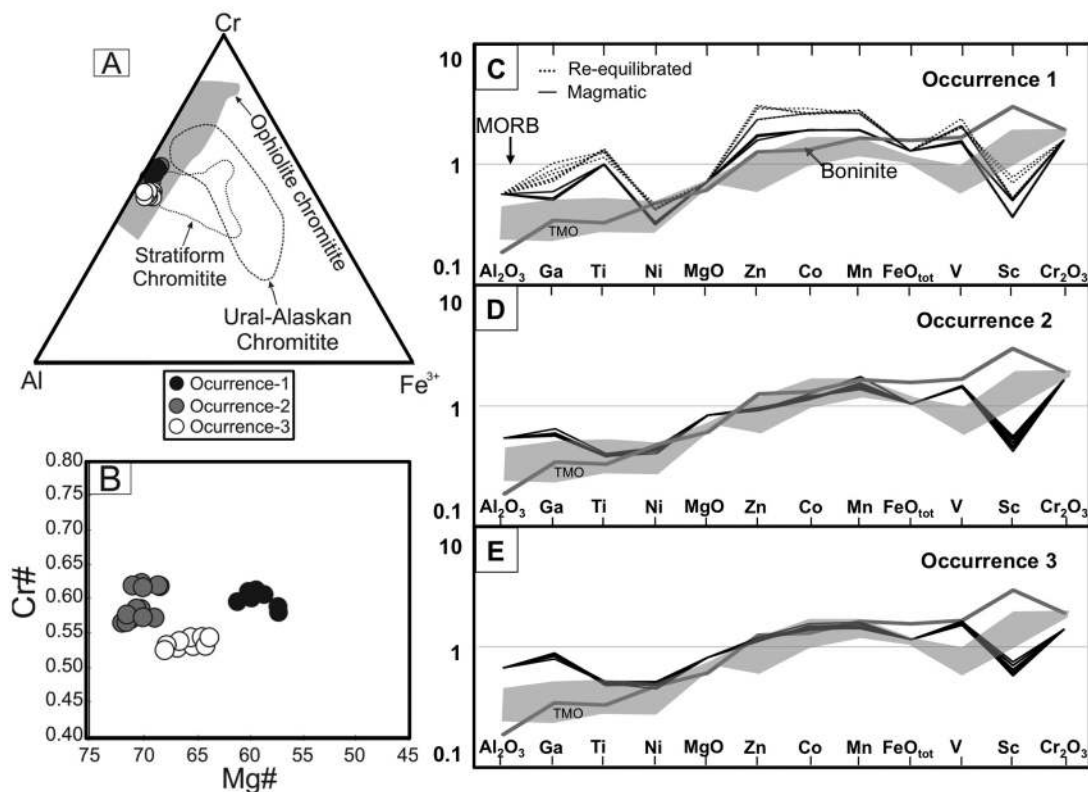 Cr
A
Ophiolite chromitite
Stratiform
Chromitite
Ural-Alaskan
Chromitite
Al
Fe3+
Ocurrence-1
Ocurrence-2
Ocurrence-3
B
Cr#
0.80
0.75
0.70
0.65
0.60
0.55
0.50
0.45
0.40
75 70 65 60 55 50 45
Mg#
10
C
Re-equilibrated
Magmatic
Occurrence 1
MORB
1
Boninite
TMO
0.1
Al2O3 Ga Ti Ni MgO Zn Co Mn FeOtot V Sc Cr2O3
10
D
Occurrence 2
1
TMO
0.1
Al2O3 Ga Ti Ni MgO Zn Co Mn FeOtot V Sc Cr2O3
10
E
Occurrence 3
1
TMO
0.1
Al2O3 Ga Ti Ni MgO Zn Co Mn FeOtot V Sc Cr2O3